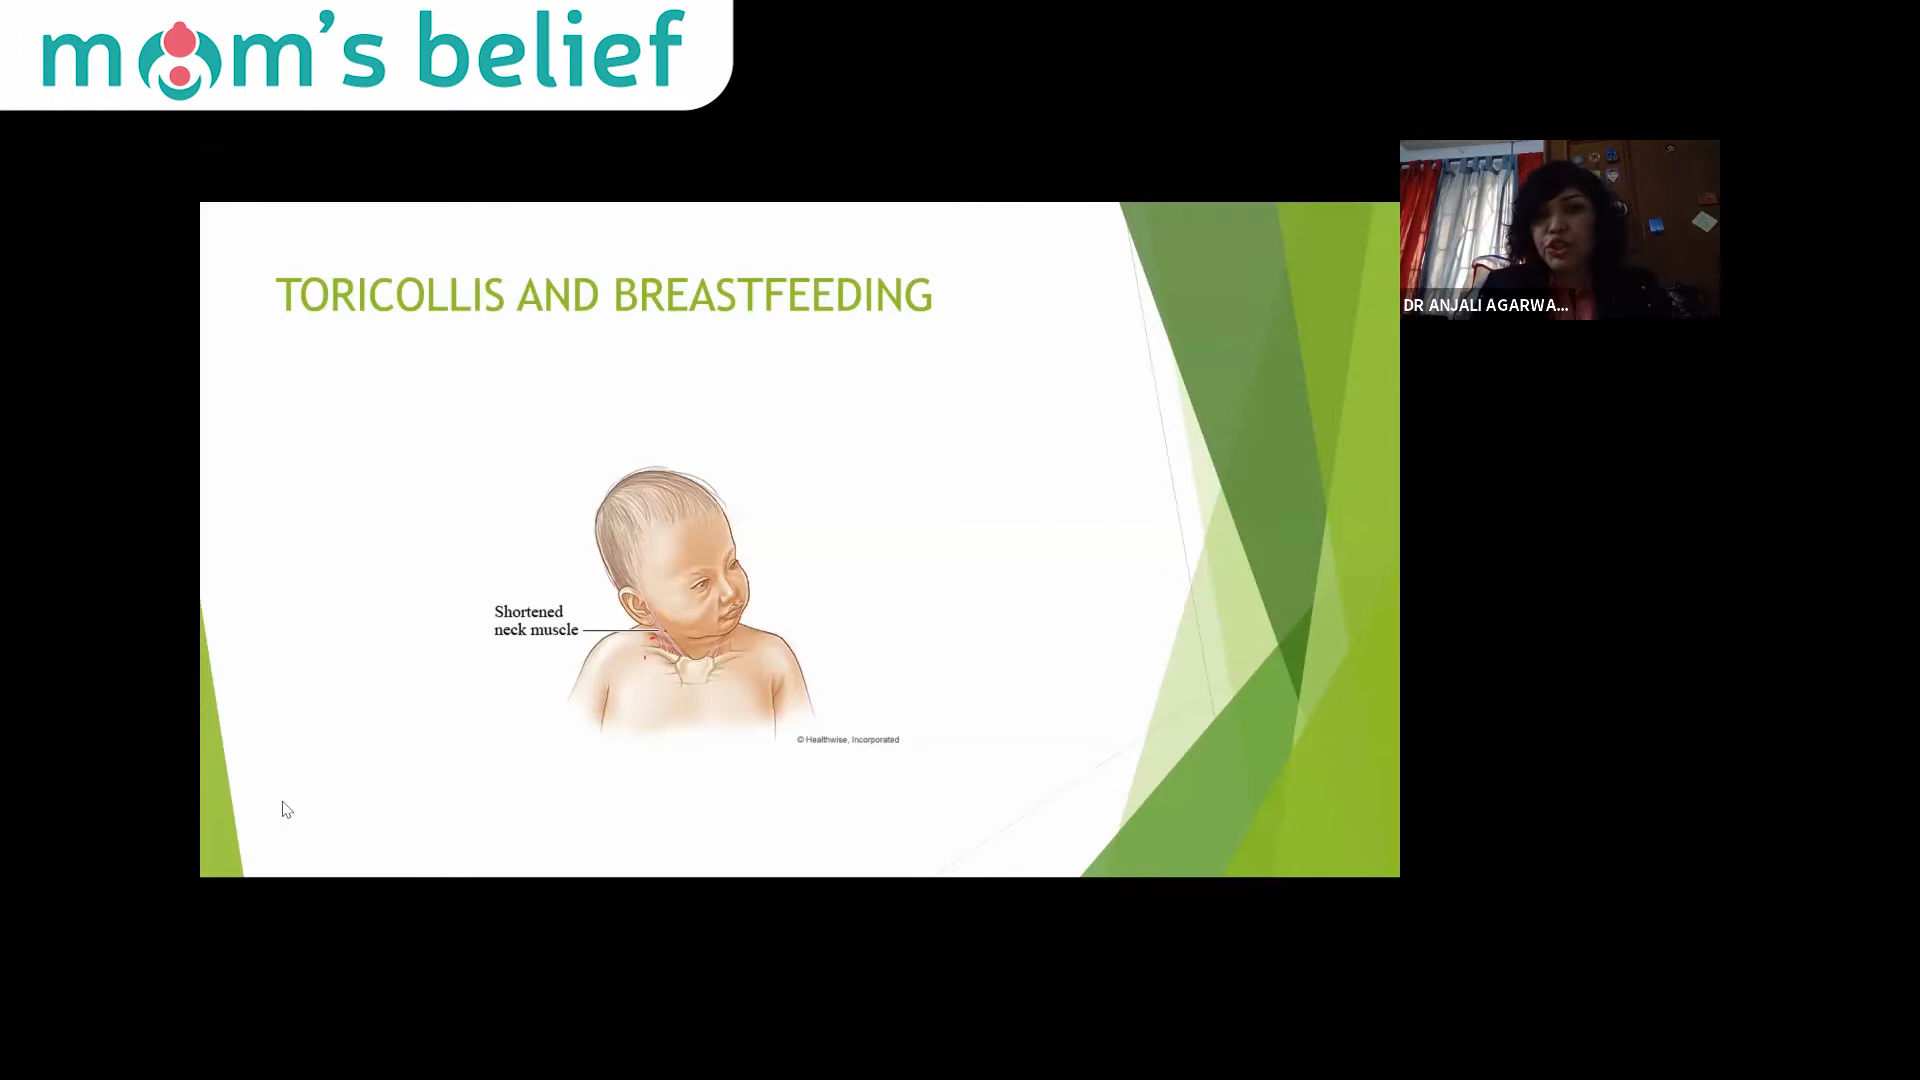 mom's belief
TORICOLLIS AND BREASTFEEDING
Shortened
neck muscle
© Healthwise, Incorporated
DR ANJALI AGARWA...